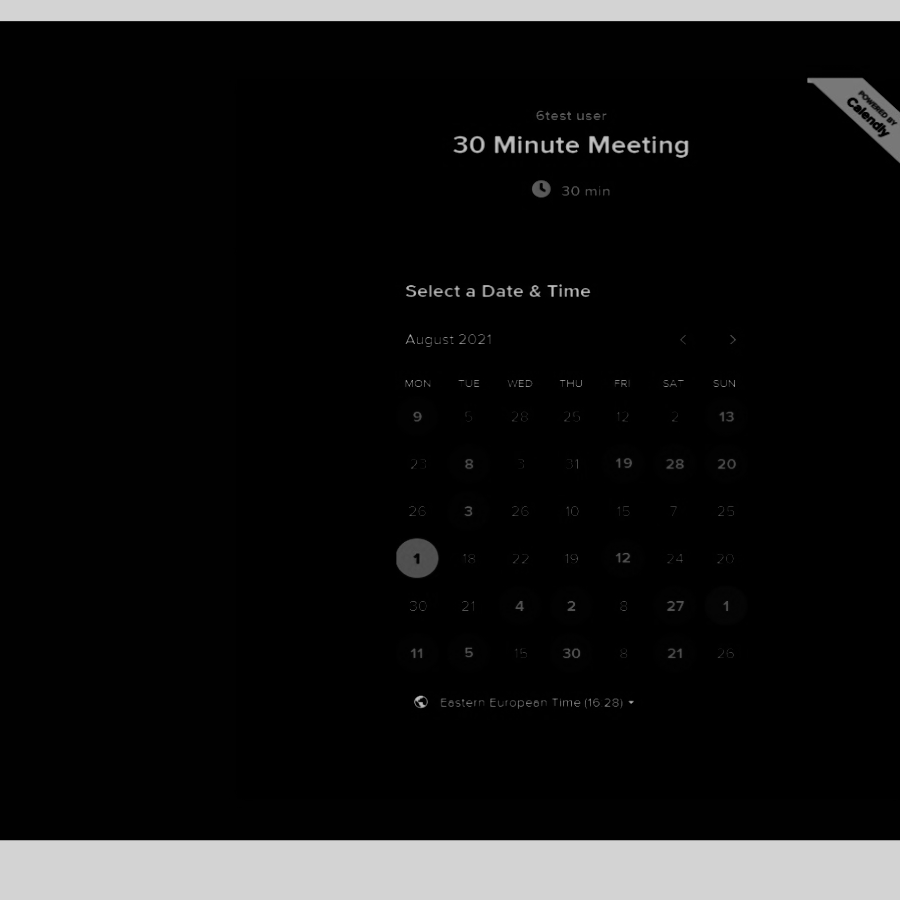 POWERED BY
Calendly
6test user
30 Minute Meeting
30 min
Select a Date & Time
August 2021
MON TUE WED THU FRI SAT SUN
9 5 28 25 12 2 13
23 8 3 31 19 28 20
26 3 26 10 15 7 25
1 18 22 19 12 24 20
30 21 4 2 8 27 1
11 5 15 30 8 21 26
Eastern European Time (16:28)